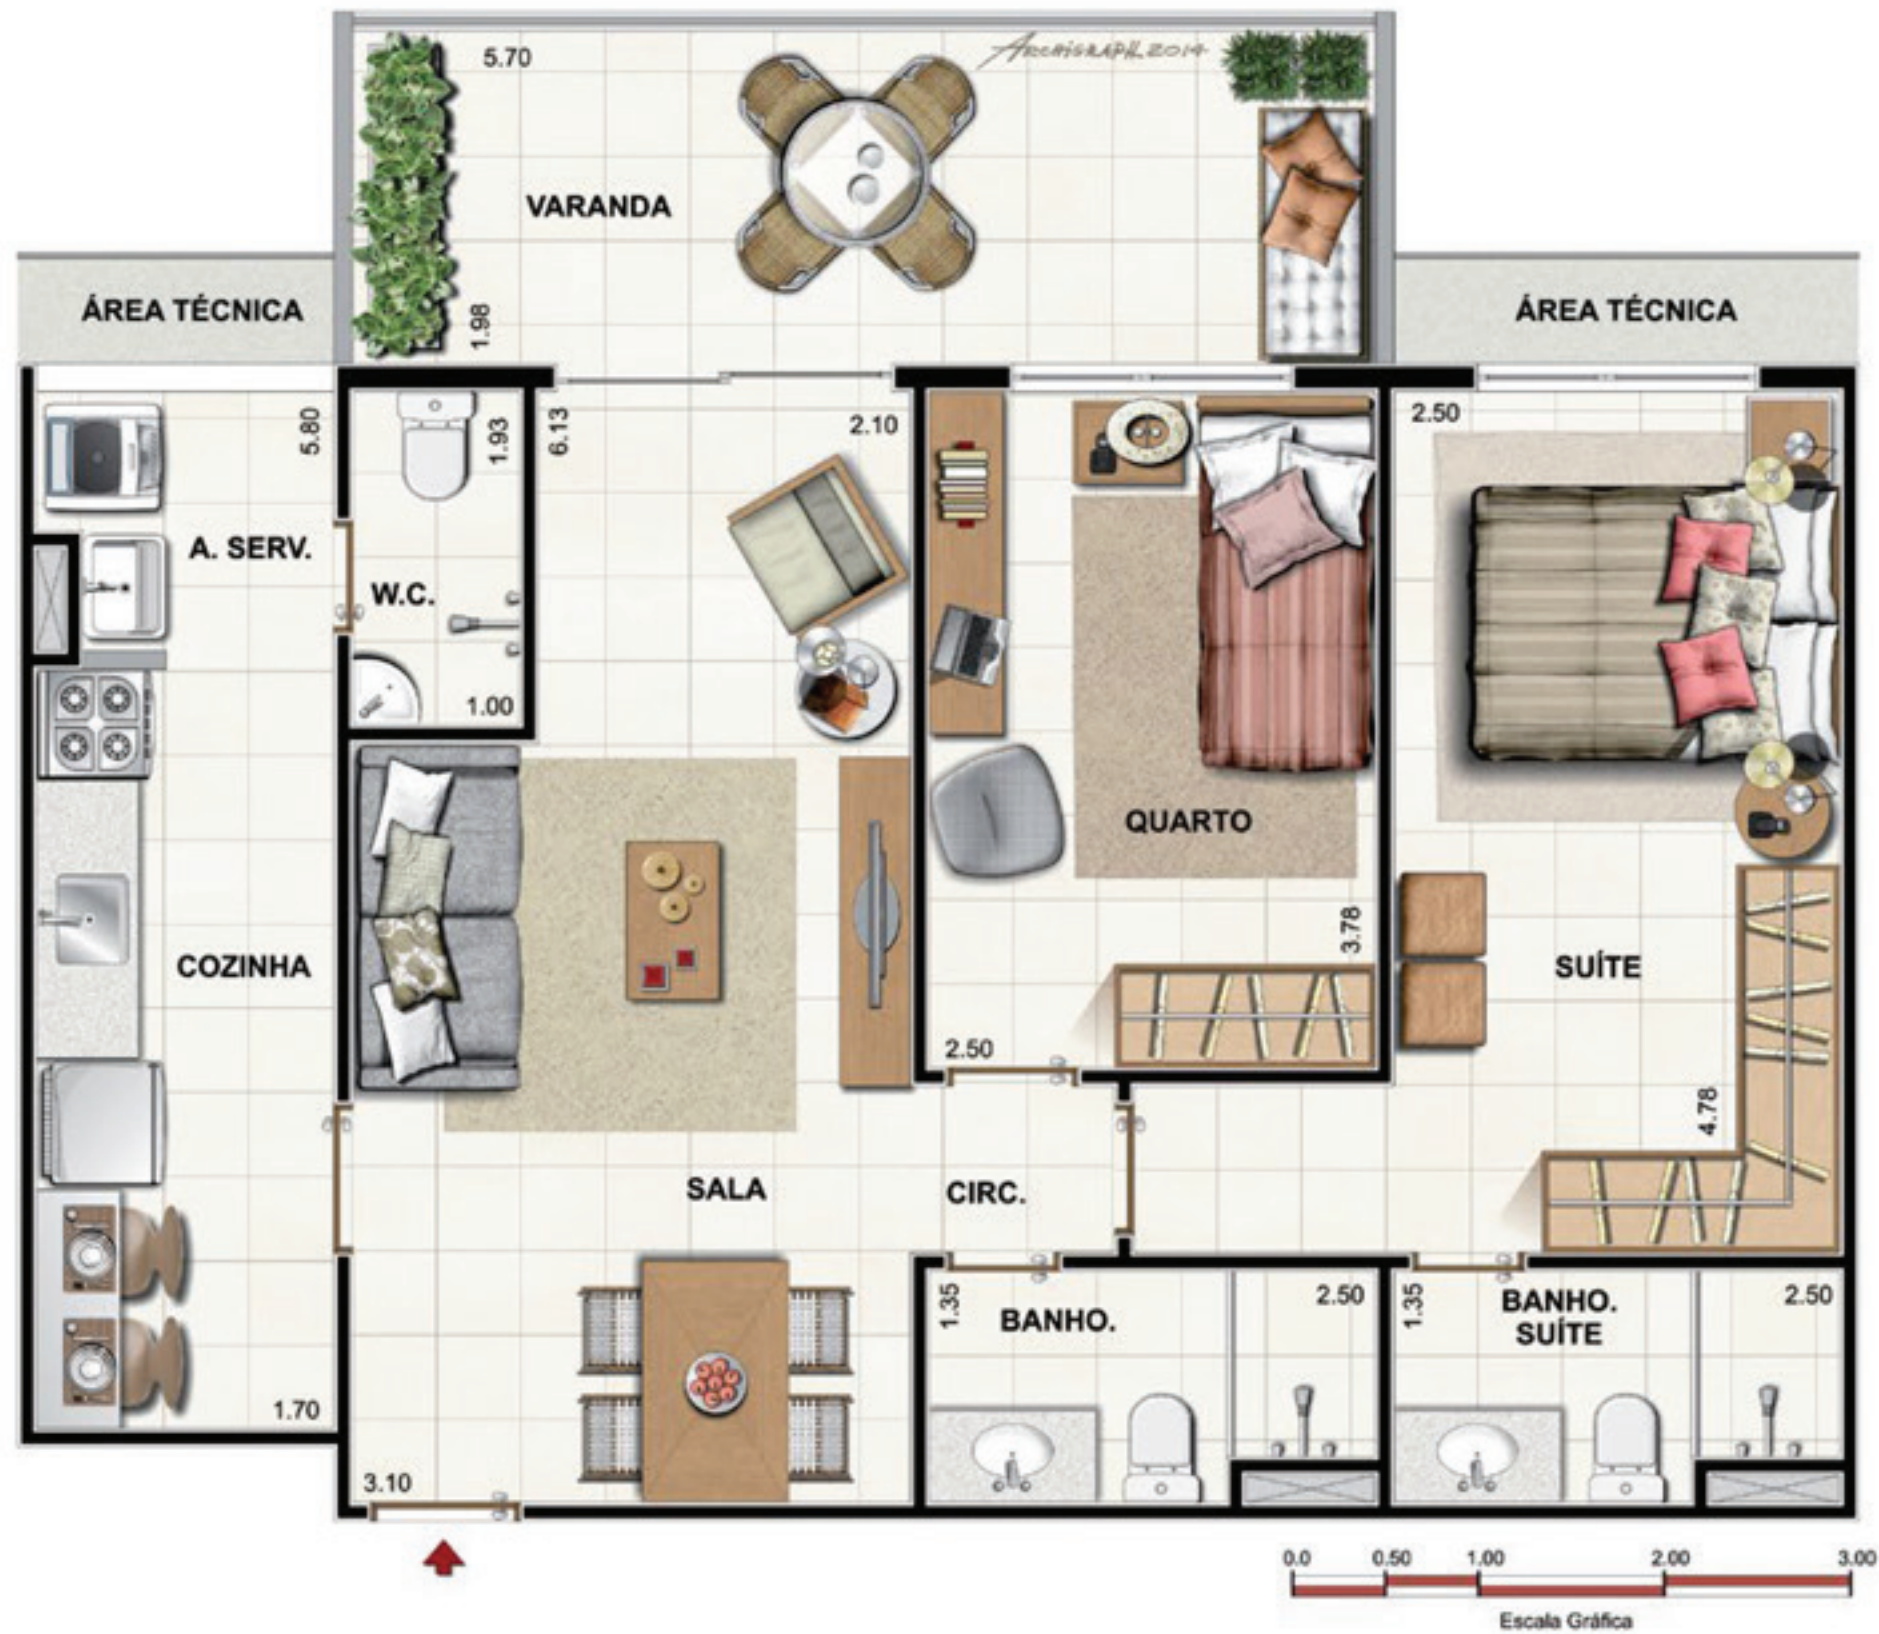 5.70
ARCHIGRAPH 2014
VARANDA
1.98
ÁREA TÉCNICA
ÁREA TÉCNICA
5.80
1.93
6.13
2.10
2.50
A. SERV.
W.C.
1.00
QUARTO
3.78
COZINHA
SUÍTE
2.50
4.78
SALA
CIRC.
1.35
BANHO.
2.50
1.35
BANHO.
SUÍTE
2.50
1.70
3.10
0.0 0.50 1.00 2.00 3.00
Escala Gráfica